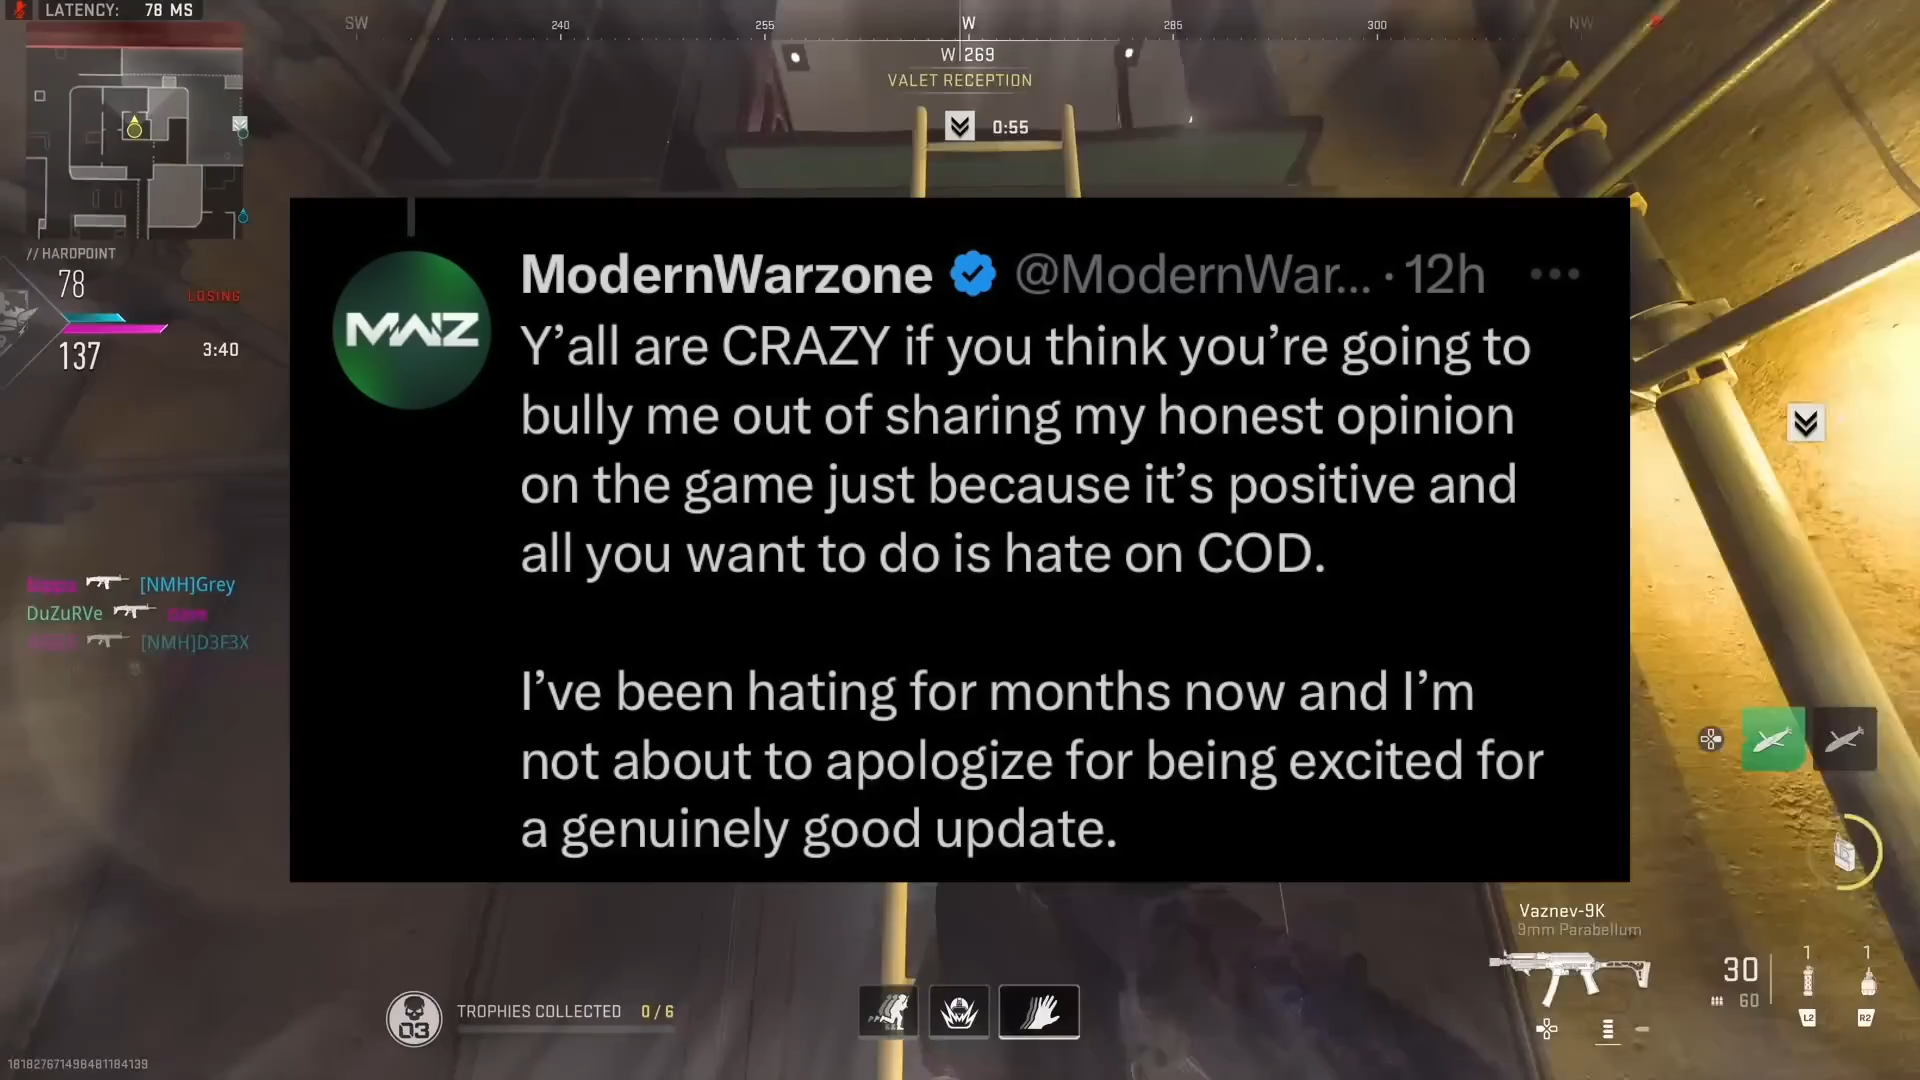 LATENCY: 78 MS
SW 240 255 W 285 300 NW
W 269
VALET RECEPTION
0:55
// HARDPOINT
78
LOSING
137
3:40
MWZ
ModernWarzone @ModernWar... · 12h
Y’all are CRAZY if you think you’re going to
bully me out of sharing my honest opinion
on the game just because it’s positive and
all you want to do is hate on COD.
I’ve been hating for months now and I’m
not about to apologize for being excited for
a genuinely good update.
[NMH]Grey
DuZuRVe
[NMH]D3F3X
Vaznev-9K
9mm Parabellum
30
60
1 1
L2 R2
03
TROPHIES COLLECTED 0/6